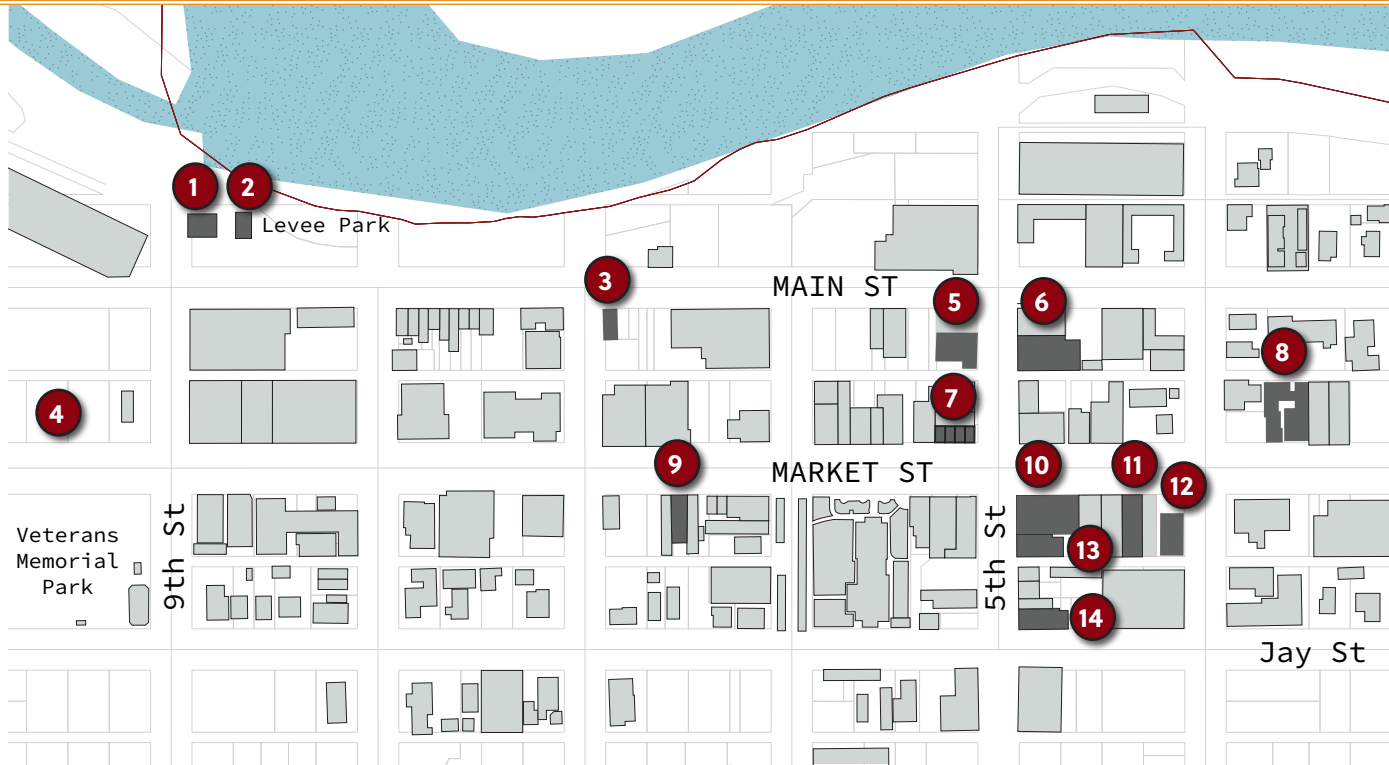 1
2
Levee Park
3
MAIN ST
5
6
8
4
7
9
MARKET ST
10
11
12
Veterans
Memorial
Park
9th St
5th St
13
14
Jay St